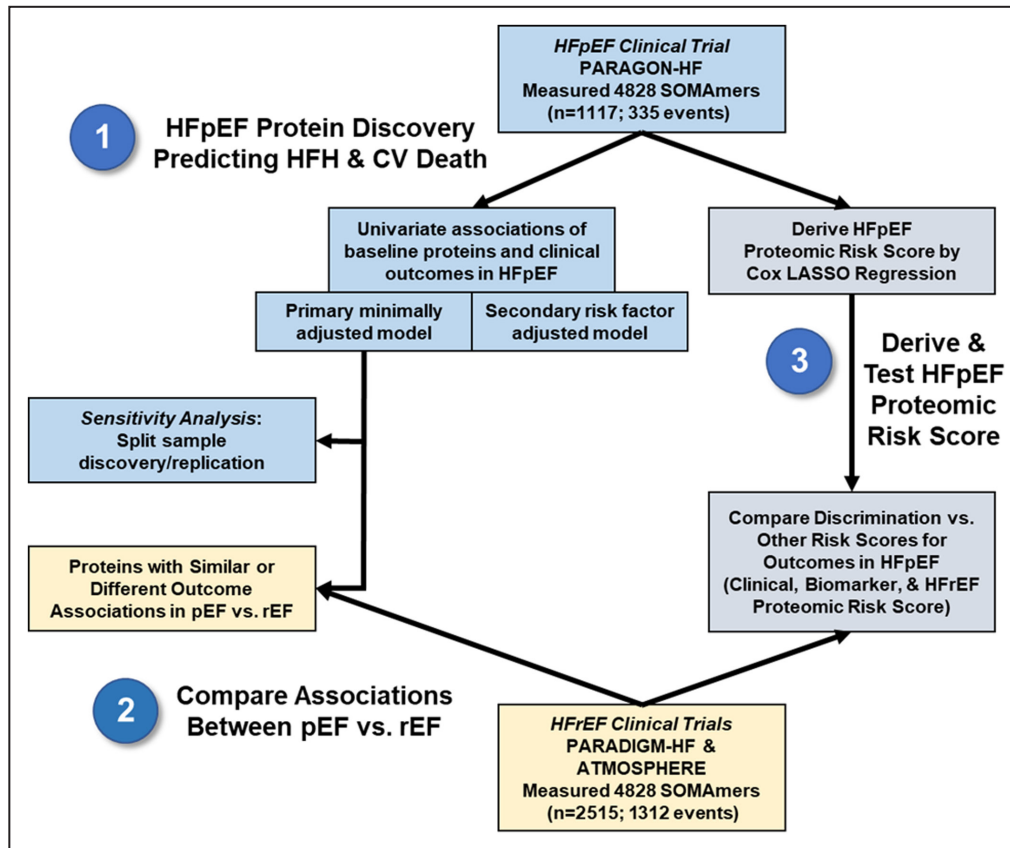 HFpEF Clinical Trial
PARAGON-HF
Measured 4828 SOMAmers
(n=1117; 335 events)
1
HFpEF Protein Discovery
Predicting HFH & CV Death
Univariate associations of
baseline proteins and clinical
outcomes in HFpEF
Primary minimally
adjusted model
Secondary risk factor
adjusted model
Derive HFpEF
Proteomic Risk Score by
Cox LASSO Regression
3
Derive &
Test HFpEF
Proteomic
Risk Score
Sensitivity Analysis:
Split sample
discovery/replication
Proteins with Similar or
Different Outcome
Associations in pEF vs. rEF
Compare Discrimination vs.
Other Risk Scores for
Outcomes in HFpEF
(Clinical, Biomarker, & HFrEF
Proteomic Risk Score)
2
Compare Associations
Between pEF vs. rEF
HFrEF Clinical Trials
PARADIGM-HF &
ATMOSPHERE
Measured 4828 SOMAmers
(n=2515; 1312 events)